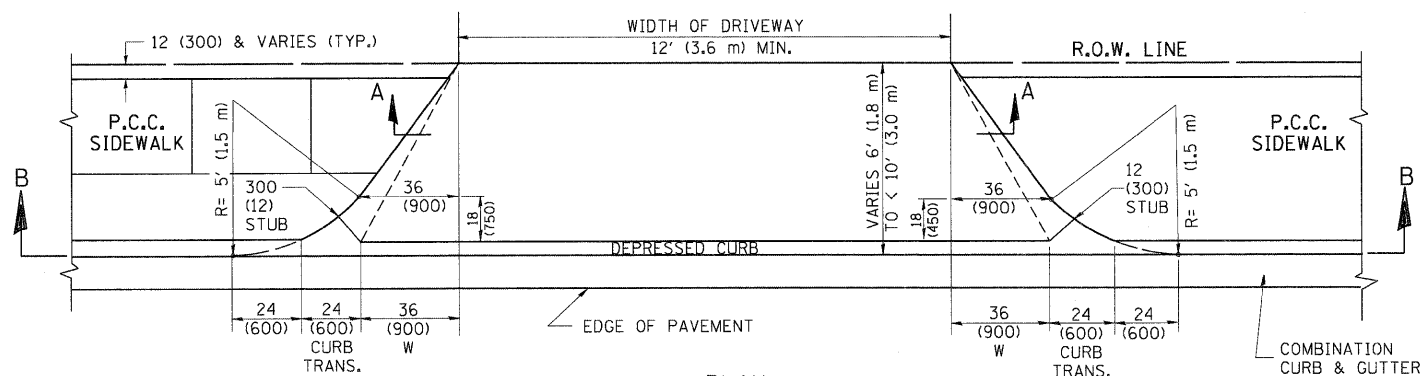 WIDTH OF DRIVEWAY
12' (3.6 m) MIN.
12 (300) & VARIES (TYP.)
R.O.W. LINE
A
A
P.C.C.
SIDEWALK
P.C.C.
SIDEWALK
B
B
R= 5' (1.5 m)
300
(12)
STUB
36
(900)
18
(750)
VARIES 6' (1.8 m)
TO < 10' (3.0 m)
36
(900)
18
(450)
12
(300)
STUB
R= 5' (1.5 m)
DEPRESSED CURB
24
(600)
24
(600)
CURB
TRANS.
36
(900)
W
EDGE OF PAVEMENT
36
(900)
W
24
(600)
CURB
TRANS.
24
(600)
COMBINATION
CURB & GUTTER